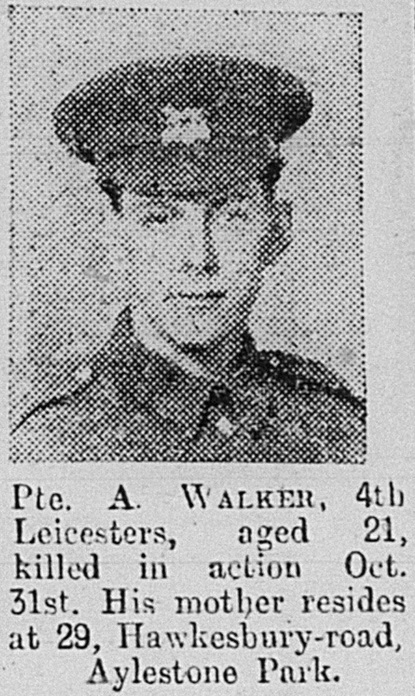 Pte. A. WALKER, 4th
Leicesters, aged 21,
killed in action Oct.
31st. His mother resides
at 29, Hawkesbury-road,
Aylestone Park.